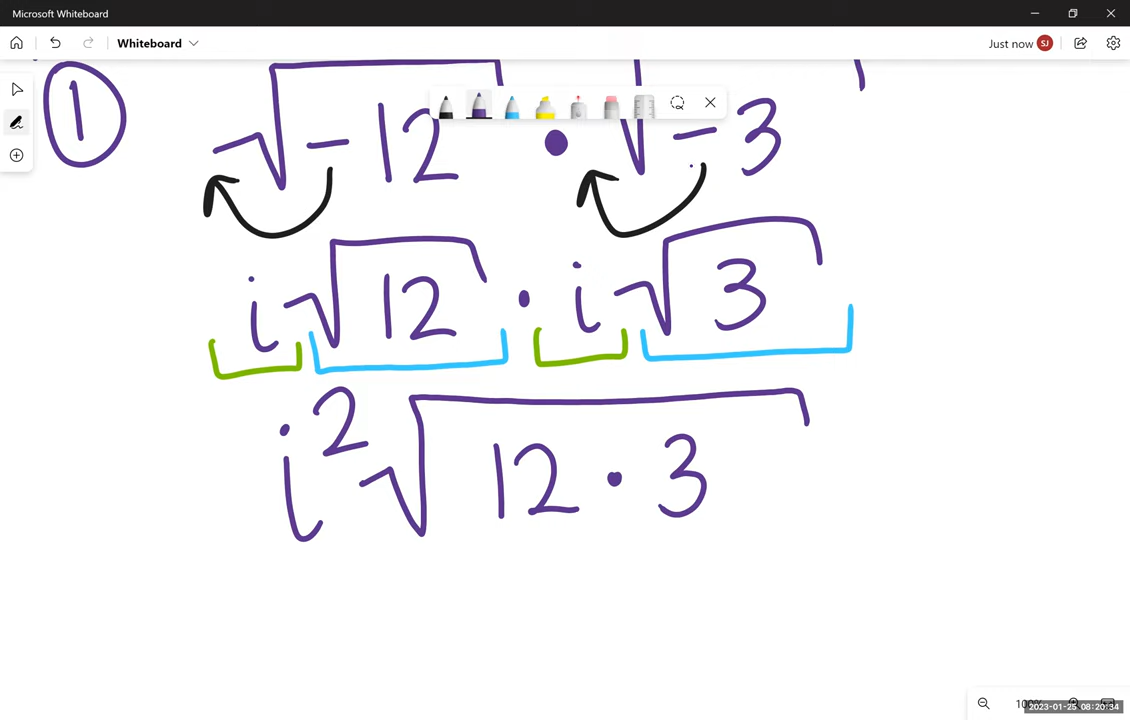 Microsoft Whiteboard
Whiteboard
Just now SJ
① √-12 · √-3
i√12 · i√3
i²√12 · 3
2023-01-25 08:20:34